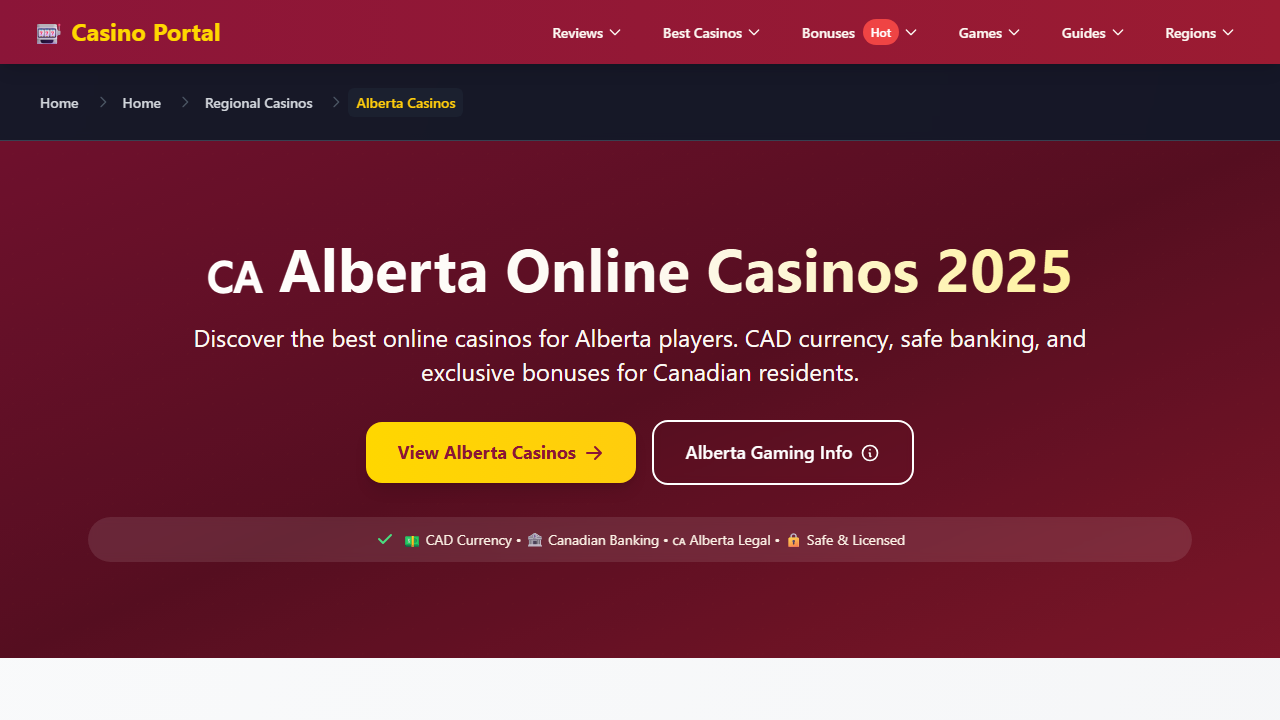 Casino Portal
Reviews
Best Casinos
Bonuses Hot
Games
Guides
Regions
Home > Home > Regional Casinos > Alberta Casinos
CA Alberta Online Casinos 2025
Discover the best online casinos for Alberta players. CAD currency, safe banking, and
exclusive bonuses for Canadian residents.
View Alberta Casinos →
Alberta Gaming Info
✓ 💵 CAD Currency • 🏦 Canadian Banking • CA Alberta Legal • 🔒 Safe & Licensed